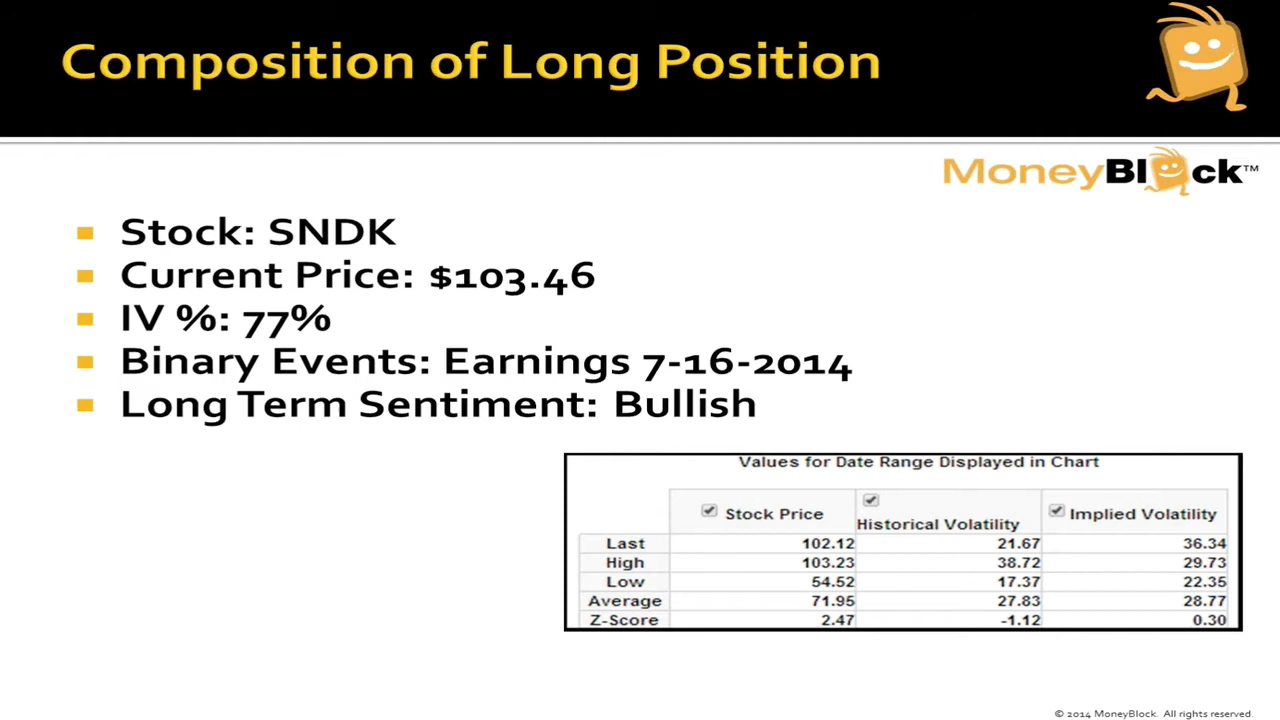 Composition of Long Position
MoneyBlock™
Stock: SNDK
Current Price: $103.46
IV %: 77%
Binary Events: Earnings 7-16-2014
Long Term Sentiment: Bullish
Values for Date Range Displayed in Chart
Stock Price Historical Volatility Implied Volatility
Last 102.12 21.67 36.34
High 103.23 38.72 29.73
Low 54.52 17.37 22.35
Average 71.95 27.83 28.77
Z-Score 2.47 -1.12 0.30
© 2014 MoneyBlock. All rights reserved.